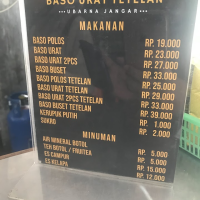 BASO URAT TETELAN
-UBARNA JANGAR-
MAKANAN
BASO POLOS RP. 19.000
BASO URAT RP. 23.000
BASO URAT 2PCS RP. 27.000
BASO BUSET RP. 33.000
BASO POLOS TETELAN RP. 25.000
BASO URAT TETELAN RP. 29.000
BASO URAT 2PCS TETELAN RP. 33.000
BASO BUSET TETELAN RP. 39.000
KERUPUK PUTIH RP. 1.000
SUKRO RP. 2.000
MINUMAN
AIR MINERAL BOTOL RP. 5.000
TEH BOTOL / FRUITEA RP. 5.000
ES CAMPUR RP. 15.000
ES KELAPA RP. 12.000